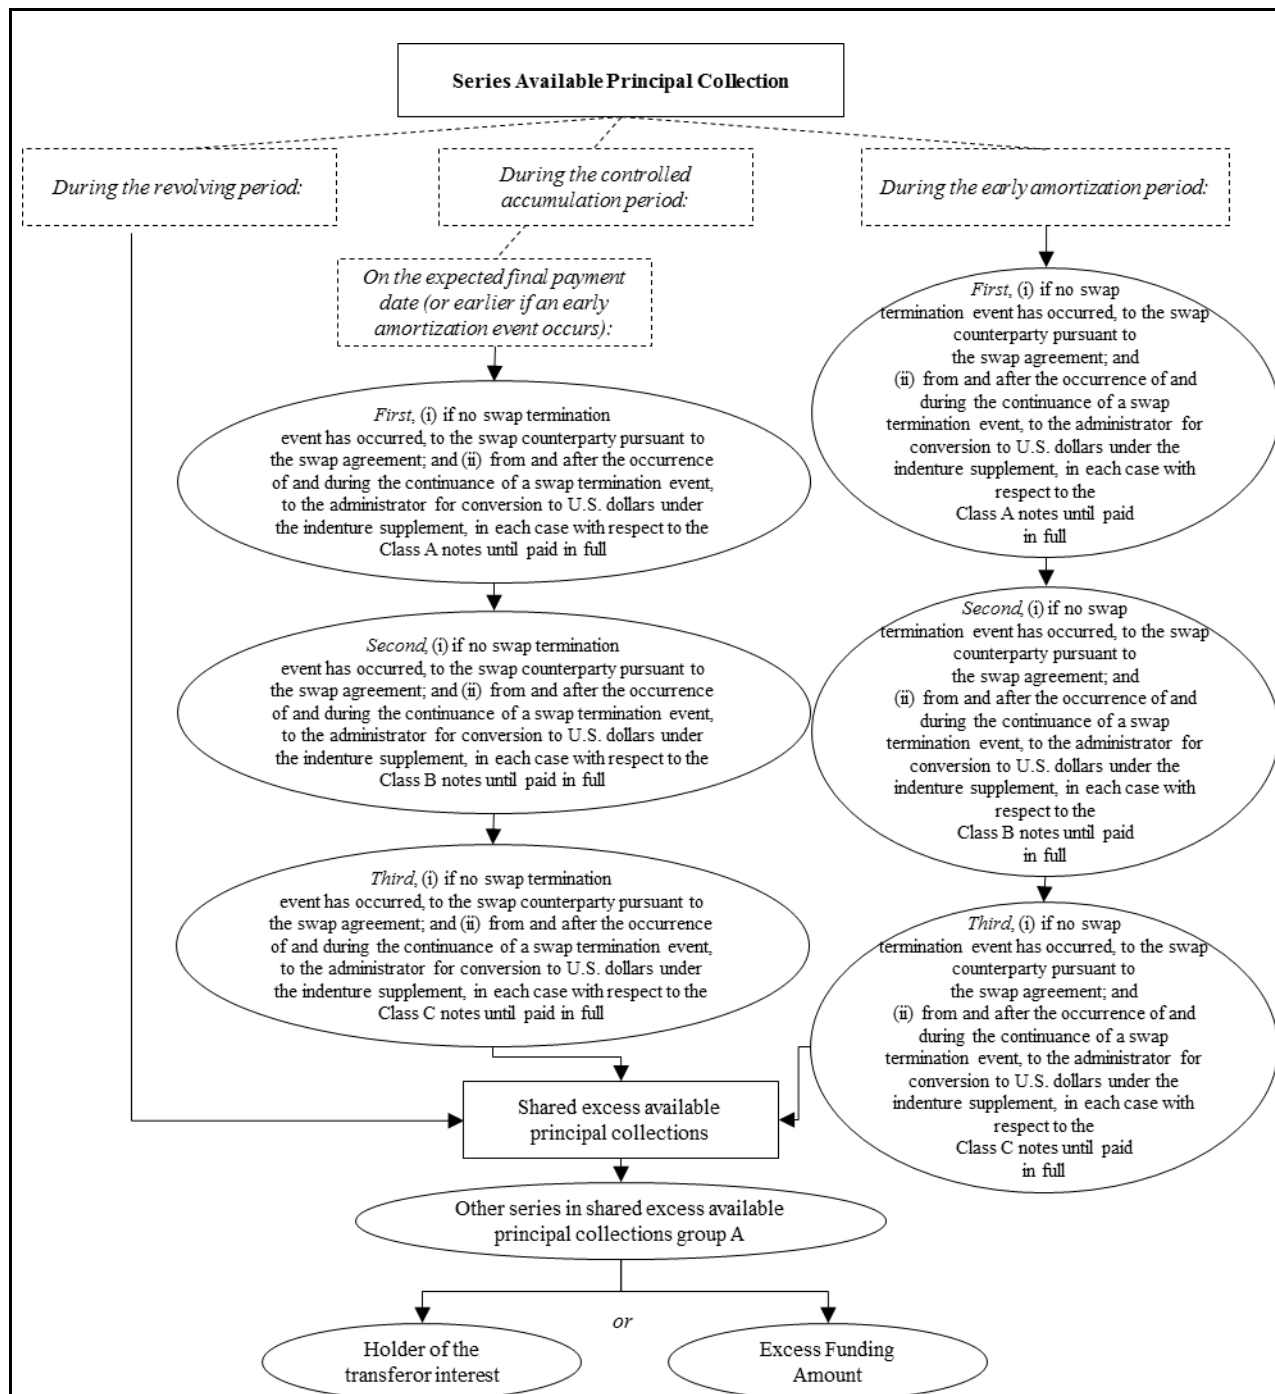 Series Available Principal Collection
During the revolving period:
During the controlled
accumulation period:
During the early amortization period:
On the expected final payment
date (or earlier if an early
amortization event occurs):
First, (i) if no swap termination
event has occurred, to the swap counterparty pursuant to
the swap agreement; and (ii) from and after the occurrence
of and during the continuance of a swap termination event,
to the administrator for conversion to U.S. dollars under
the indenture supplement, in each case with respect to the
Class A notes until paid in full
Second, (i) if no swap termination
event has occurred, to the swap counterparty pursuant to
the swap agreement; and (ii) from and after the occurrence
of and during the continuance of a swap termination event,
to the administrator for conversion to U.S. dollars under
the indenture supplement, in each case with respect to the
Class B notes until paid in full
Third, (i) if no swap termination
event has occurred, to the swap counterparty pursuant to
the swap agreement; and (ii) from and after the occurrence
of and during the continuance of a swap termination event,
to the administrator for conversion to U.S. dollars under
the indenture supplement, in each case with respect to the
Class C notes until paid in full
First, (i) if no swap
termination event has occurred, to the swap
counterparty pursuant to
the swap agreement; and
(ii) from and after the occurrence of and
during the continuance of a swap
termination event, to the administrator for
conversion to U.S. dollars under the
indenture supplement, in each case with
respect to the
Class A notes until paid
in full
Second, (i) if no swap
termination event has occurred, to the swap
counterparty pursuant to
the swap agreement; and
(ii) from and after the occurrence of and
during the continuance of a swap
termination event, to the administrator for
conversion to U.S. dollars under the
indenture supplement, in each case with
respect to the
Class B notes until paid
in full
Third, (i) if no swap
termination event has occurred, to the swap
counterparty pursuant to
the swap agreement; and
(ii) from and after the occurrence of and
during the continuance of a swap
termination event, to the administrator for
conversion to U.S. dollars under the
indenture supplement, in each case with
respect to the
Class C notes until paid
in full
Shared excess available
principal collections
Other series in shared excess available
principal collections group A
or
Holder of the
transferor interest
Excess Funding
Amount